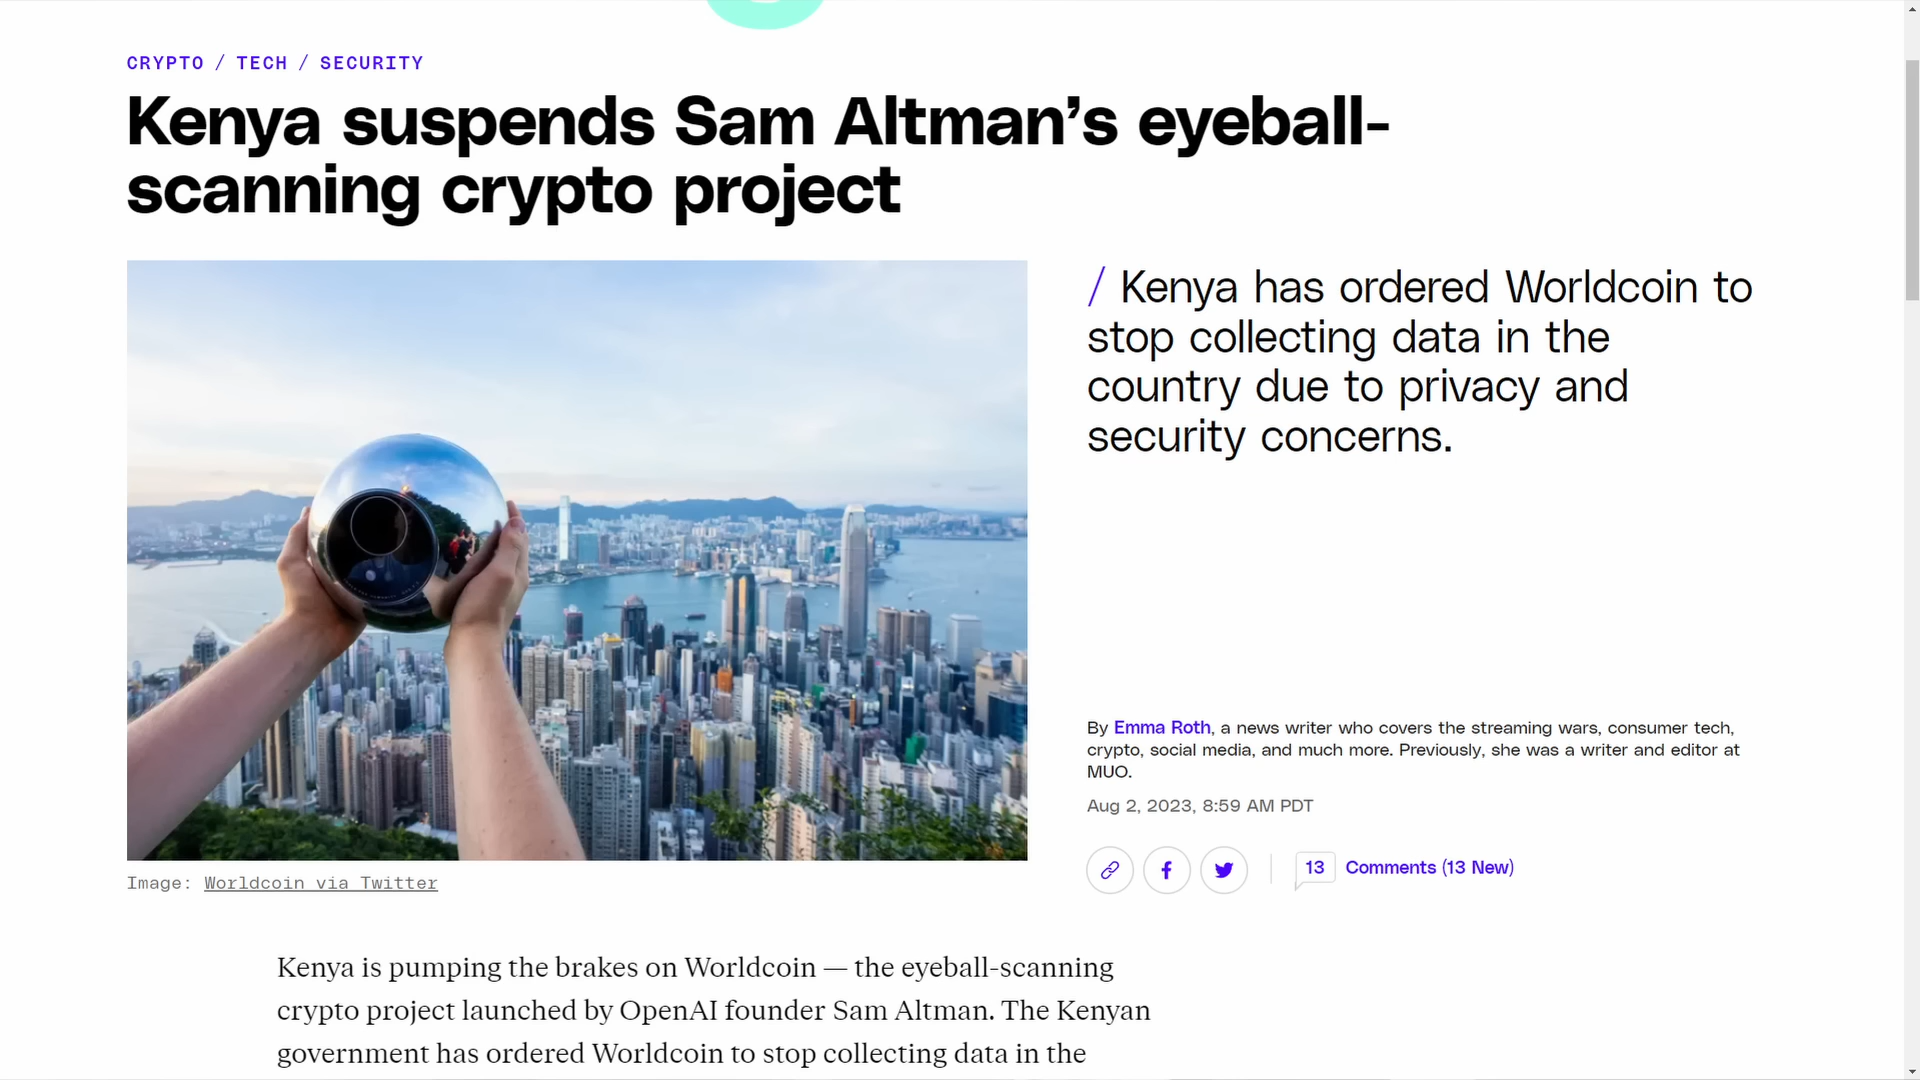 CRYPTO / TECH / SECURITY
Kenya suspends Sam Altman’s eyeball-
scanning crypto project
/ Kenya has ordered Worldcoin to
stop collecting data in the
country due to privacy and
security concerns.
By Emma Roth, a news writer who covers the streaming wars, consumer tech,
crypto, social media, and much more. Previously, she was a writer and editor at
MUO.
Aug 2, 2023, 8:59 AM PDT
13 Comments (13 New)
Image: Worldcoin via Twitter
Kenya is pumping the brakes on Worldcoin — the eyeball-scanning
crypto project launched by OpenAI founder Sam Altman. The Kenyan
government has ordered Worldcoin to stop collecting data in the